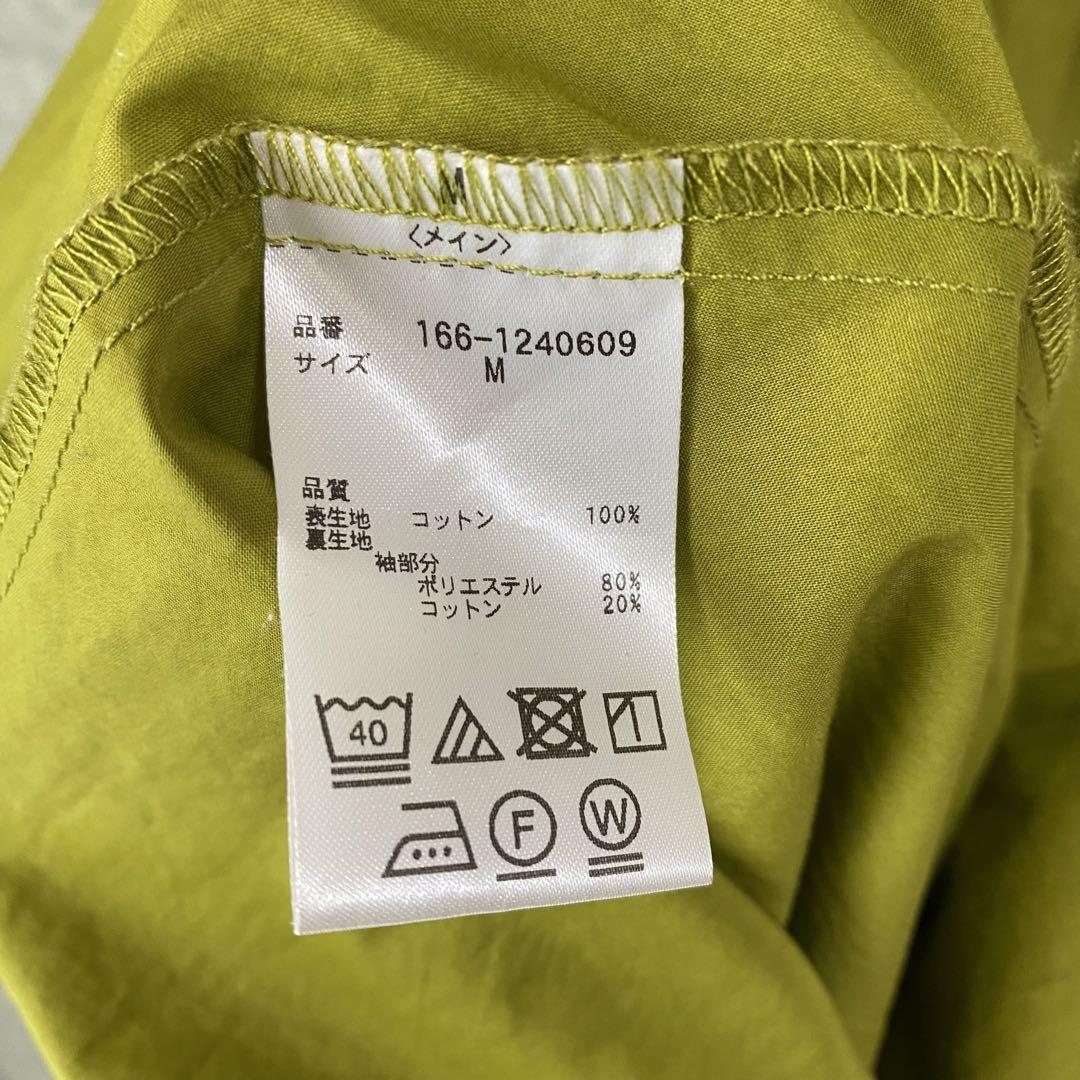 M
〈メイン〉
品番 166-1240609
サイズ M
品質
表生地 コットン 100%
裏生地
袖部分
ポリエステル 80%
コットン 20%
40
F
W